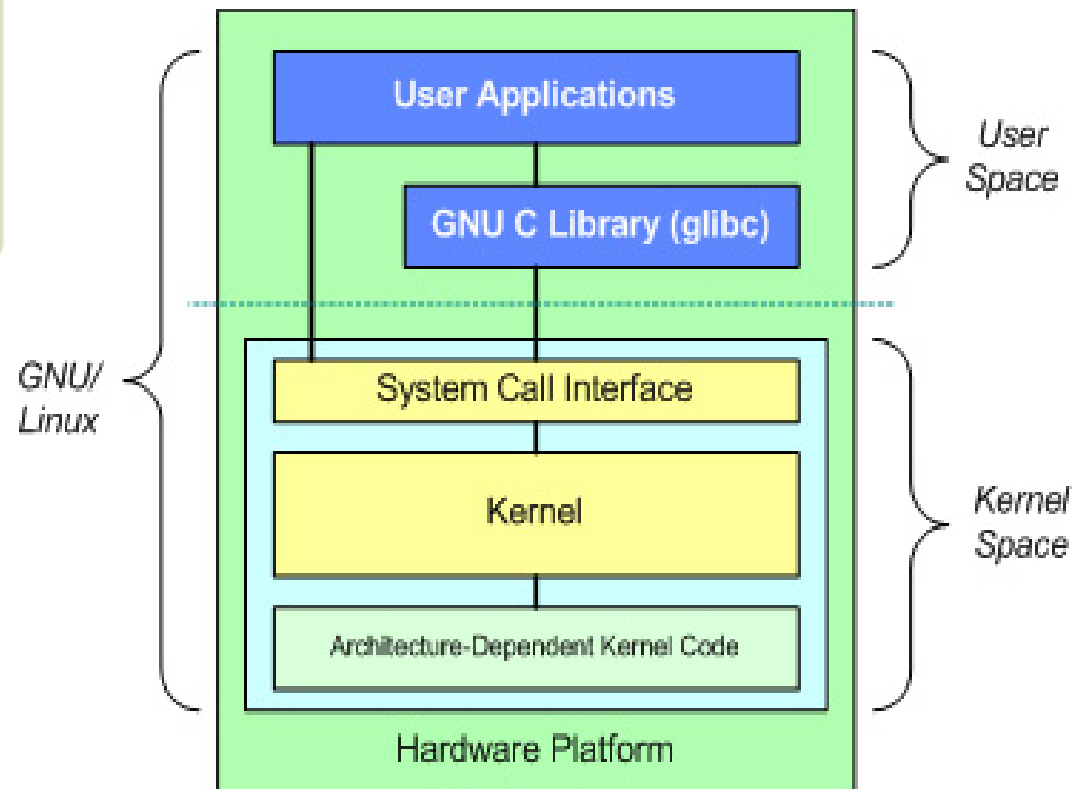 User Applications
User
Space
GNU C Library (glibc)
GNU/
Linux
System Call Interface
Kernel
Kernel
Space
Architecture-Dependent Kernel Code
Hardware Platform